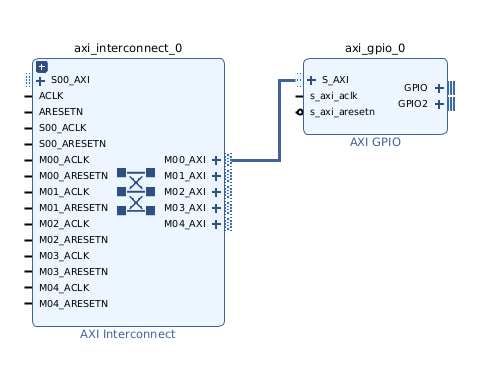 axi_interconnect_0
S00_AXI
ACLK
ARESETN
S00_ACLK
S00_ARESETN
M00_ACLK
M00_ARESETN
M01_ACLK
M01_ARESETN
M02_ACLK
M02_ARESETN
M03_ACLK
M03_ARESETN
M04_ACLK
M04_ARESETN
M00_AXI
M01_AXI
M02_AXI
M03_AXI
M04_AXI
AXI Interconnect
axi_gpio_0
S_AXI
s_axi_aclk
s_axi_aresetn
GPIO
GPIO2
AXI GPIO